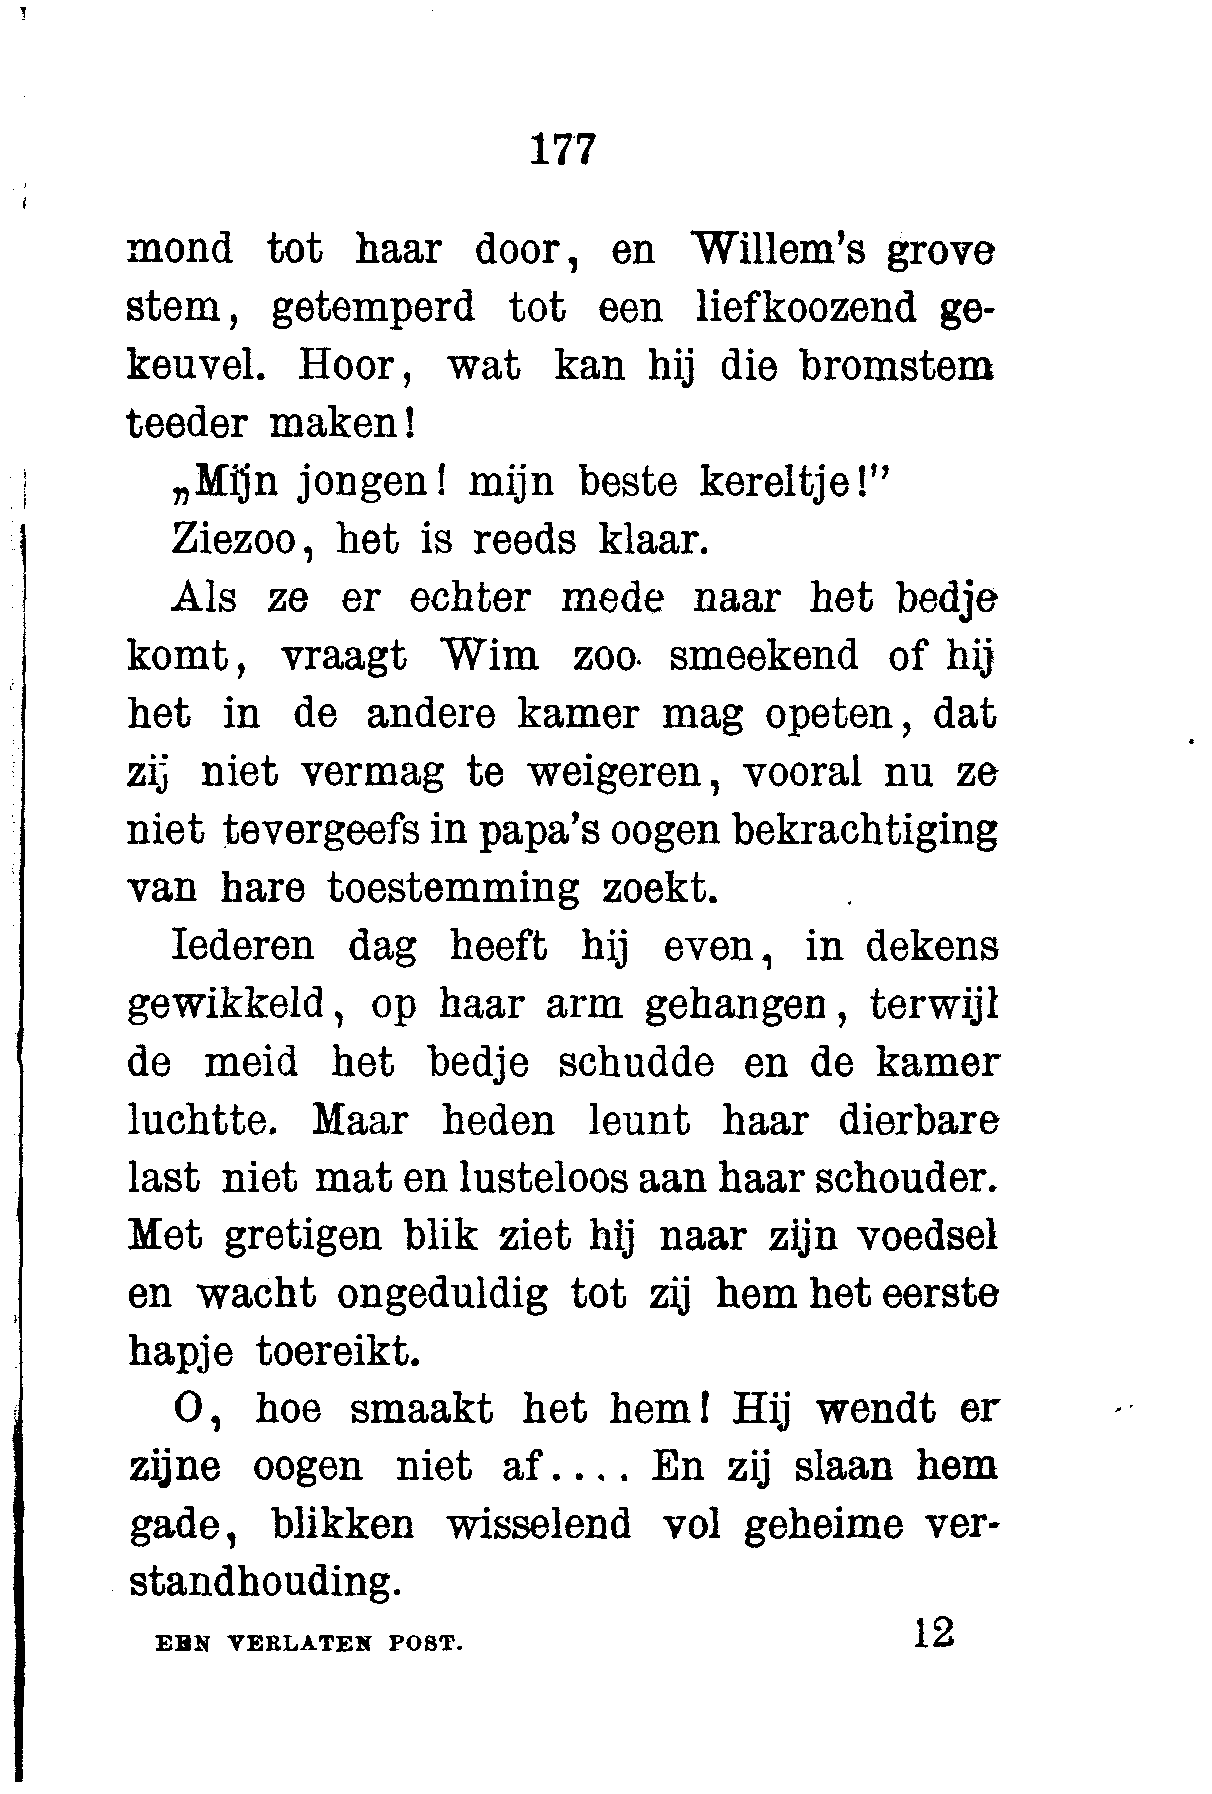 177
mond tot haar door, en Willem's grove
stem, getemperd tot een liefkoozend ge-
keuvel. Hoor, wat kan hij die bromstem
teeder maken!
„Mijn jongen! mijn beste kereltje!"
Ziezoo, het is reeds klaar.
Als ze er echter mede naar het bedje
komt, vraagt Wim zoo smeekend of hij
het in de andere kamer mag opeten, dat
zij niet vermag te weigeren, vooral nu ze
niet tevergeefs in papa's oogen bekrachtiging
van hare toestemming zoekt.
Iederen dag heeft hij even, in dekens
gewikkeld, op haar arm gehangen, terwijl
de meid het bedje schudde en de kamer
luchtte. Maar heden leunt haar dierbare
last niet mat en lusteloos aan haar schouder.
Met gretigen blik ziet hij naar zijn voedsel
en wacht ongeduldig tot zij hem het eerste
hapje toereikt.
O, hoe smaakt het hem! Hij wendt er
zijne oogen niet af.... En zij slaan hem
gade, blikken wisselend vol geheime ver-
standhouding.
EEN VERLATEN POST. 12